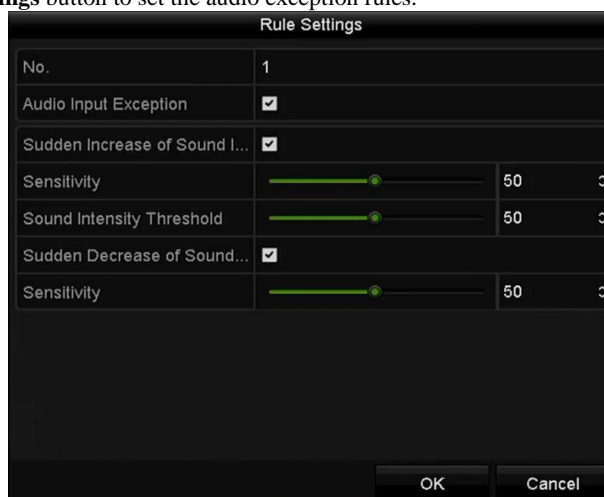 ngs button to set the audio exception rules.
Rule Settings
No. 1
Audio Input Exception
Sudden Increase of Sound I...
Sensitivity 50
Sound Intensity Threshold 50
Sudden Decrease of Sound...
Sensitivity 50
OK Cancel